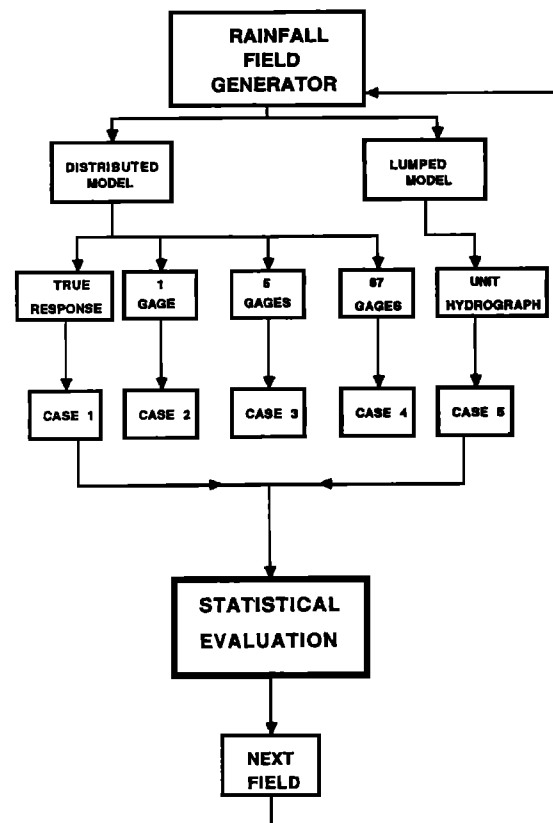 RAINFALL
FIELD
GENERATOR
DISTRIBUTED
MODEL
LUMPED
MODEL
TRUE
RESPONSE
1
GAGE
5
GAGES
57
GAGES
UNIT
HYDROGRAPH
CASE 1
CASE 2
CASE 3
CASE 4
CASE 5
STATISTICAL
EVALUATION
NEXT
FIELD